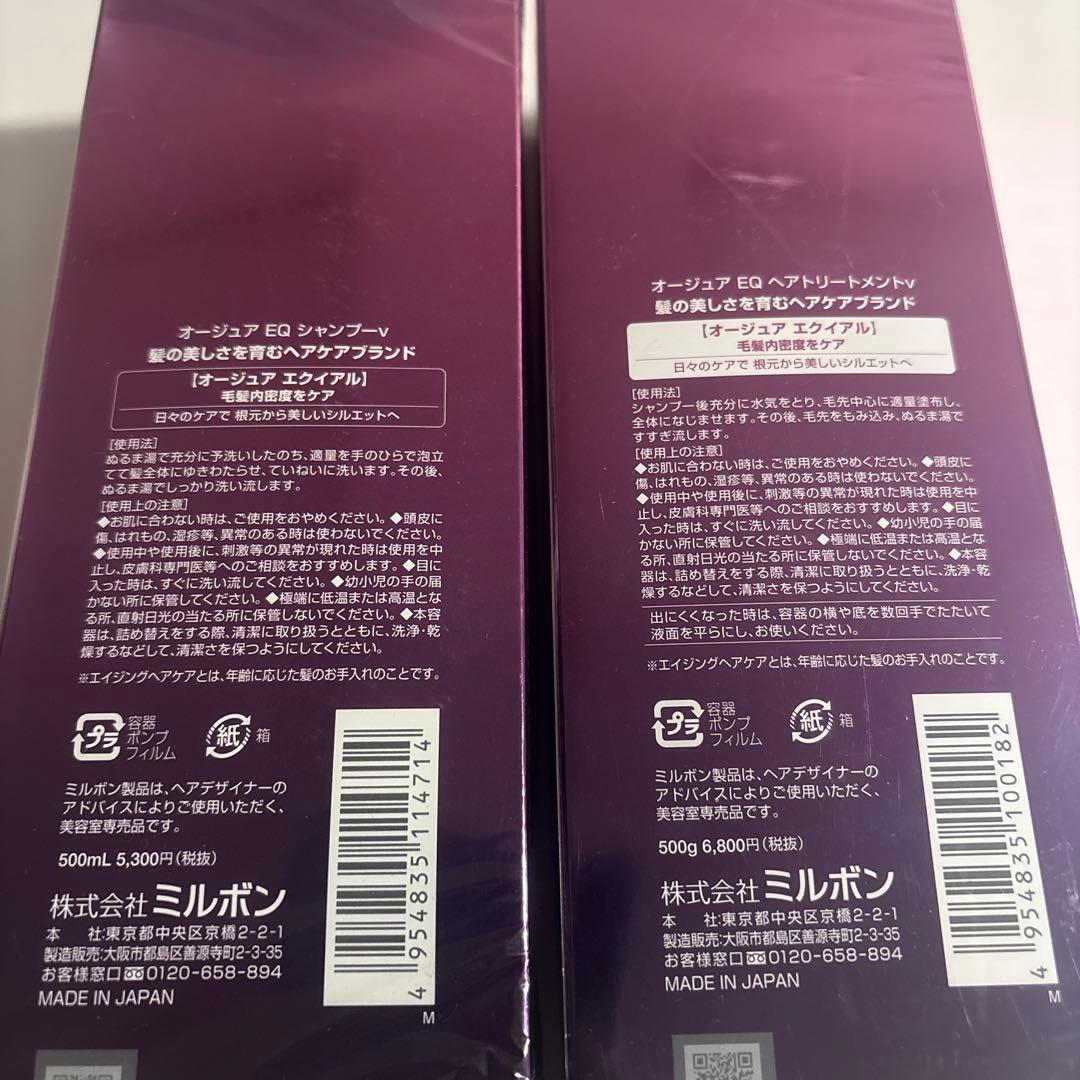 オージュア EQ シャンプーv
髪の美しさを育むヘアケアブランド
【オージュア エクイアル】
毛髪内密度をケア
日々のケアで 根元から美しいシルエットへ
[使用法]
ぬるま湯で充分に予洗いしたのち、適量を手のひらで泡立
てて髪全体にゆきわたらせ、ていねいに洗います。その後、
ぬるま湯でしっかり洗い流します。
[使用上の注意]
◆お肌に合わない時は、ご使用をおやめください。◆頭皮に
傷、はれもの、湿疹等、異常のある時は使わないでください。
◆使用中や使用後に、刺激等の異常が現れた時は使用を中
止し、皮膚科専門医等へのご相談をおすすめします。◆目に
入った時は、すぐに洗い流してください。◆幼小児の手の届
かない所に保管してください。◆極端に低温または高温とな
る所、直射日光の当たる所に保管しないでください。◆本容
器は、詰め替えをする際、清潔に取り扱うとともに、洗浄・乾
燥するなどして、清潔さを保つようにしてください。
※エイジングヘアケアとは、年齢に応じた髪のお手入れのことです。
プラ
容器
ポンプ
フィルム
紙
箱
ミルボン製品は、ヘアデザイナーの
アドバイスによりご使用いただく、
美容室専売品です。
500mL 5,300円(税抜)
株式会社ミルボン
本 社:東京都中央区京橋2-2-1
製造販売:大阪市都島区善源寺町2-3-35
お客様窓口 0120-658-894
MADE IN JAPAN
4 954835 114714
M
オージュア EQ ヘアトリートメントv
髪の美しさを育むヘアケアブランド
【オージュア エクイアル】
毛髪内密度をケア
日々のケアで 根元から美しいシルエットへ
[使用法]
シャンプー後充分に水気をとり、毛先中心に適量塗布し、
全体になじませます。その後、毛先をもみ込み、ぬるま湯で
すすぎ流します。
[使用上の注意]
◆お肌に合わない時は、ご使用をおやめください。◆頭皮に
傷、はれもの、湿疹等、異常のある時は使わないでください。
◆使用中や使用後に、刺激等の異常が現れた時は使用を中
止し、皮膚科専門医等へのご相談をおすすめします。◆目に
入った時は、すぐに洗い流してください。◆幼小児の手の届
かない所に保管してください。◆極端に低温または高温とな
る所、直射日光の当たる所に保管しないでください。◆本容
器は、詰め替えをする際、清潔に取り扱うとともに、洗浄・乾
燥するなどして、清潔さを保つようにしてください。
出にくくなった時は、容器の横や底を数回手でたたいて
液面を平らにし、お使いください。
※エイジングヘアケアとは、年齢に応じた髪のお手入れのことです。
プラ
容器
ポンプ
フィルム
紙
箱
ミルボン製品は、ヘアデザイナーの
アドバイスによりご使用いただく、
美容室専売品です。
500g 6,800円(税抜)
株式会社ミルボン
本 社:東京都中央区京橋2-2-1
製造販売:大阪市都島区善源寺町2-3-35
お客様窓口 0120-658-894
MADE IN JAPAN
4 954835 100182
M